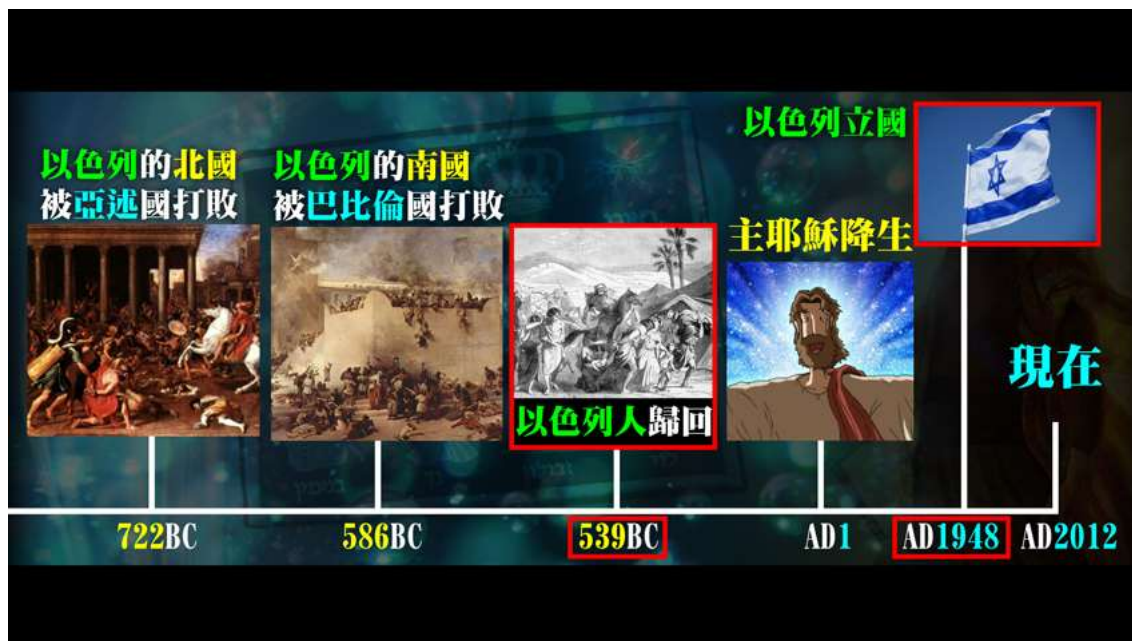 以色列的北國
被亞述國打敗
以色列的南國
被巴比倫國打敗
以色列人歸回
主耶穌降生
以色列立國
現在
722BC
586BC
539BC
AD1
AD1948
AD2012